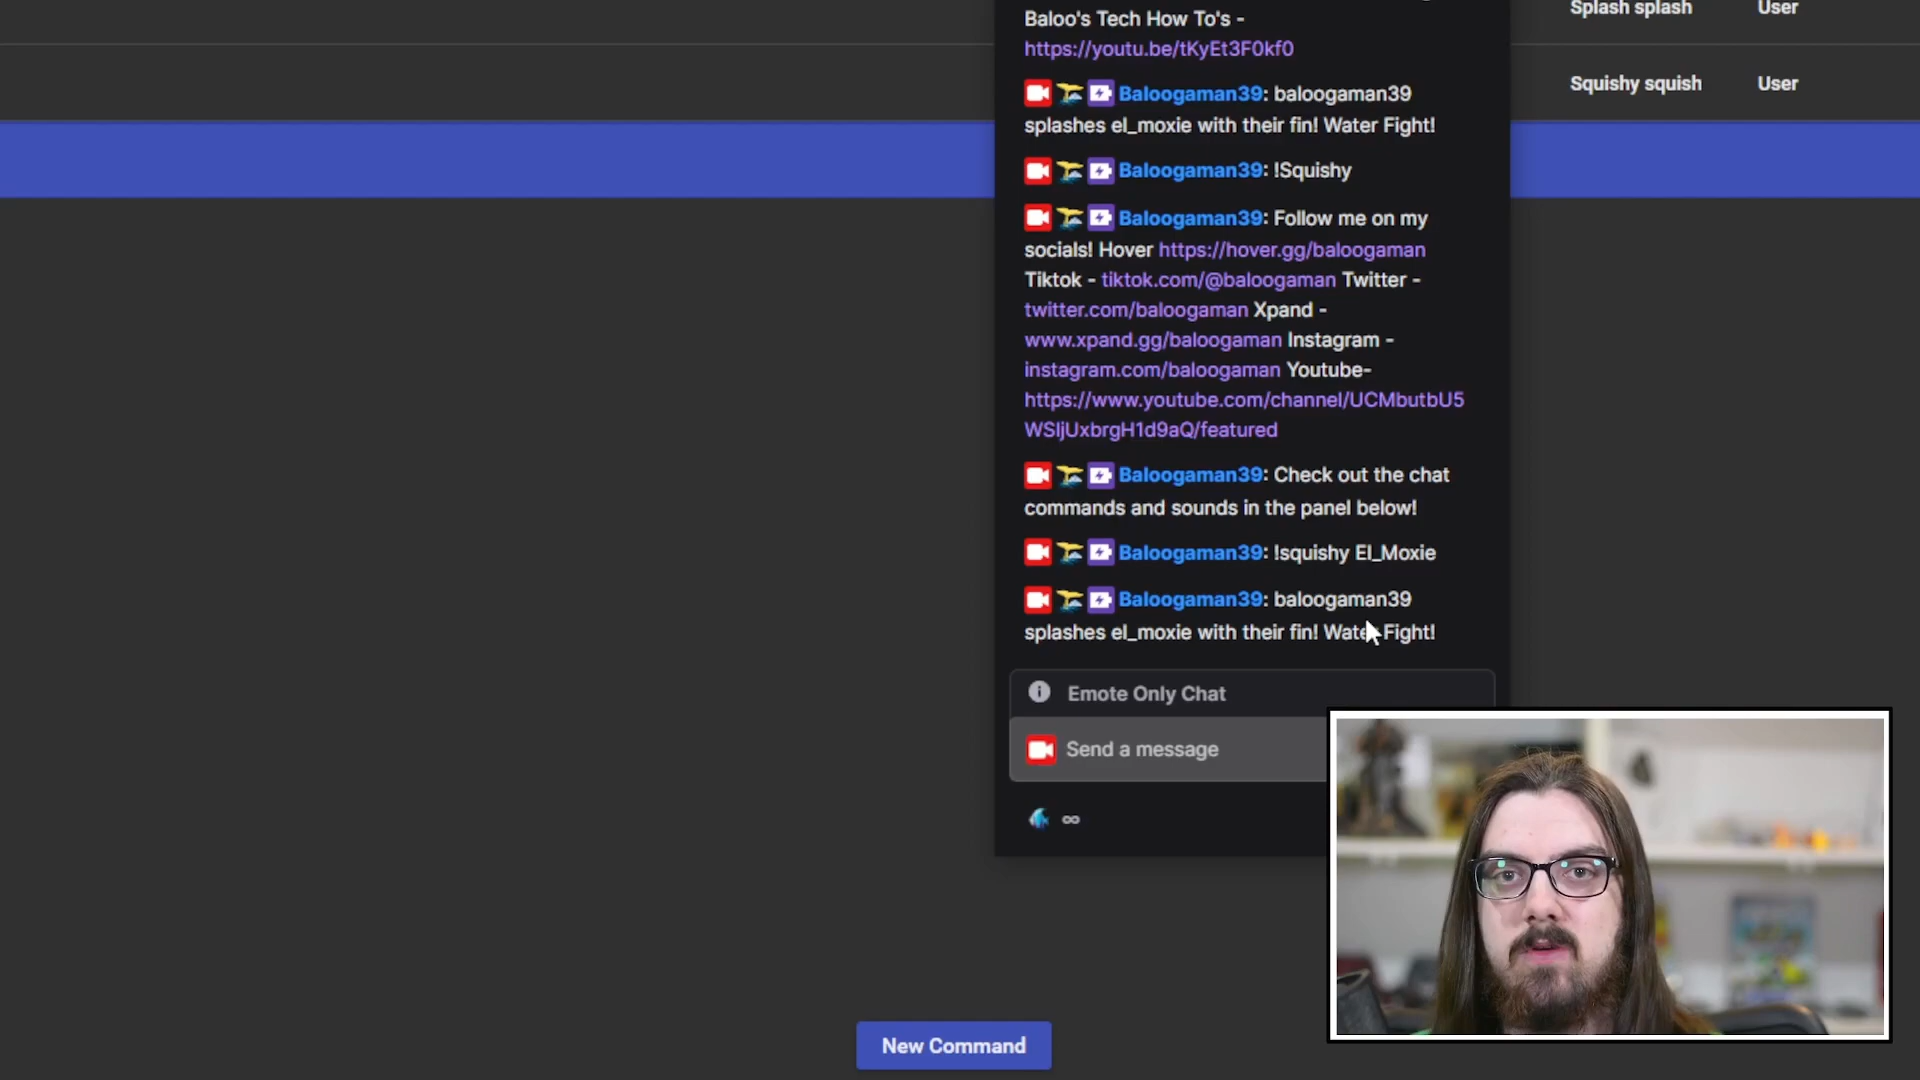 Baloo's Tech How To's -
https://youtu.be/tKyEt3F0kf0
Baloogaman39: baloogaman39
splashes el_moxie with their fin! Water Fight!
Baloogaman39: !Squishy
Baloogaman39: Follow me on my
socials! Hover https://hover.gg/baloogaman
Tiktok - tiktok.com/@baloogaman Twitter -
twitter.com/baloogaman Xpand -
www.xpand.gg/baloogaman Instagram -
instagram.com/baloogaman Youtube-
https://www.youtube.com/channel/UCMbutbU5
WSIjUxbrgH1d9aQ/featured
Baloogaman39: Check out the chat
commands and sounds in the panel below!
Baloogaman39: !squishy El_Moxie
Baloogaman39: baloogaman39
splashes el_moxie with their fin! Water Fight!
Emote Only Chat
Send a message
∞
Splash splash User
Squishy squish User
New Command